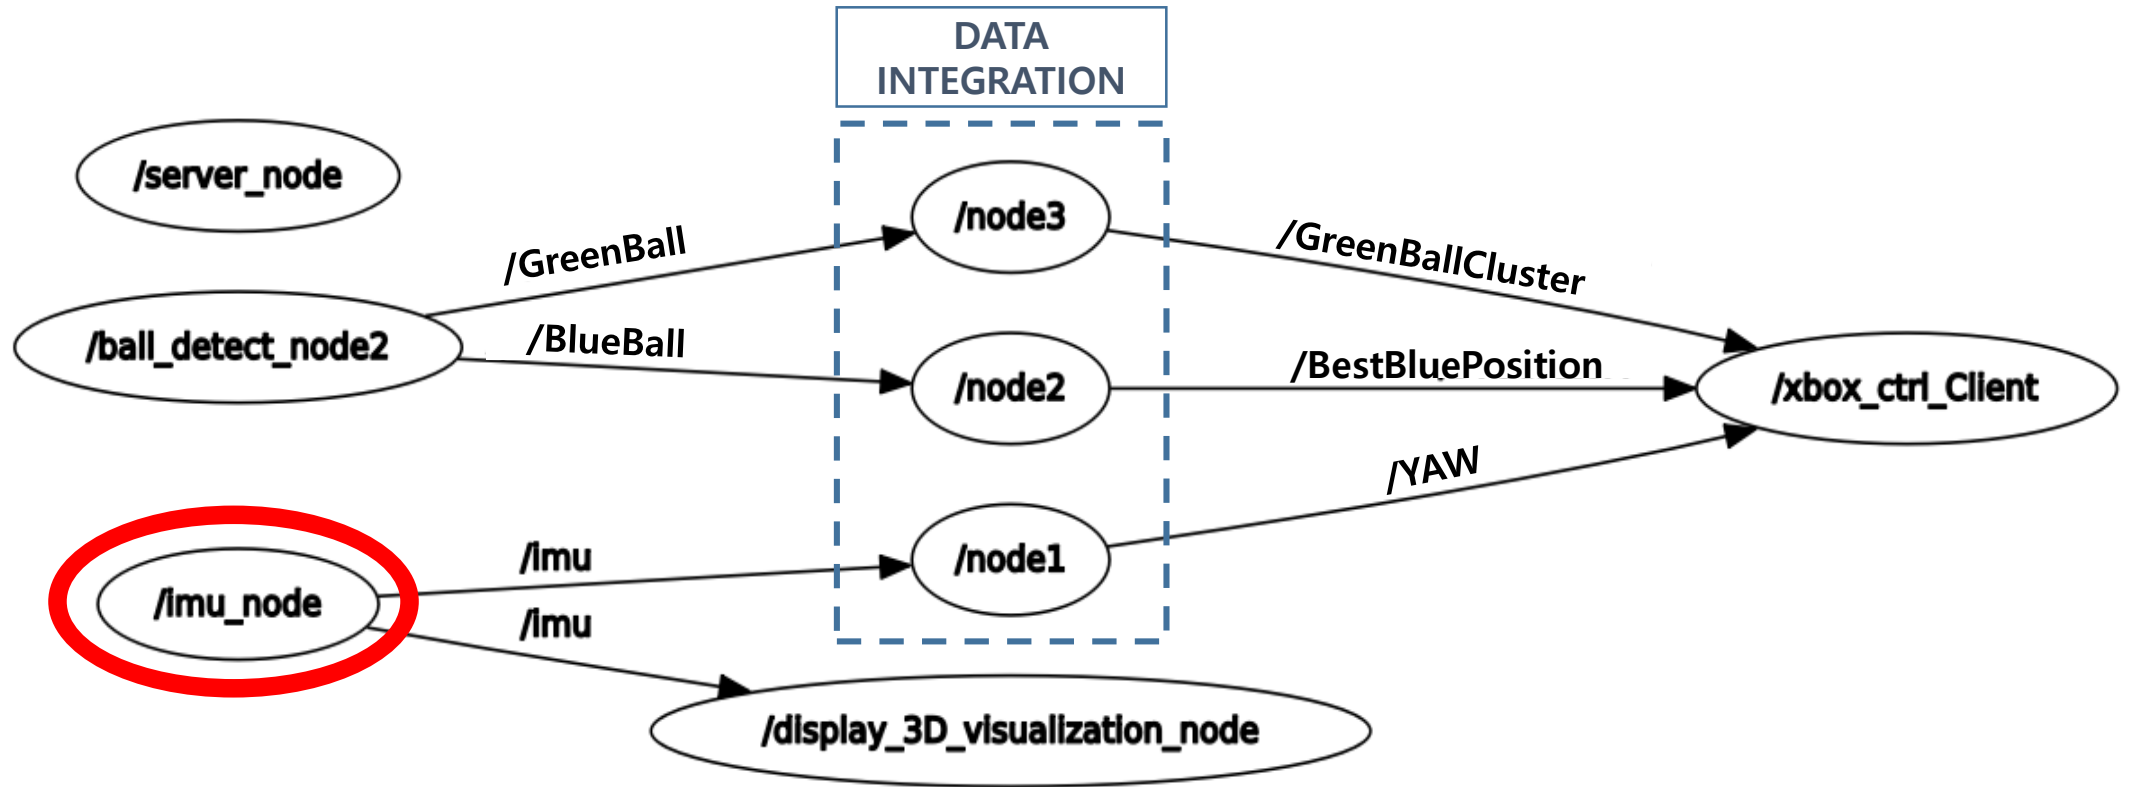 DATA
INTEGRATION
/server_node
/node3
/GreenBall
/GreenBallCluster
/ball_detect_node2
/BlueBall
/node2
/BestBluePosition
/xbox_ctrl_Client
/YAW
/imu
/node1
/imu_node
/imu
/display_3D_visualization_node